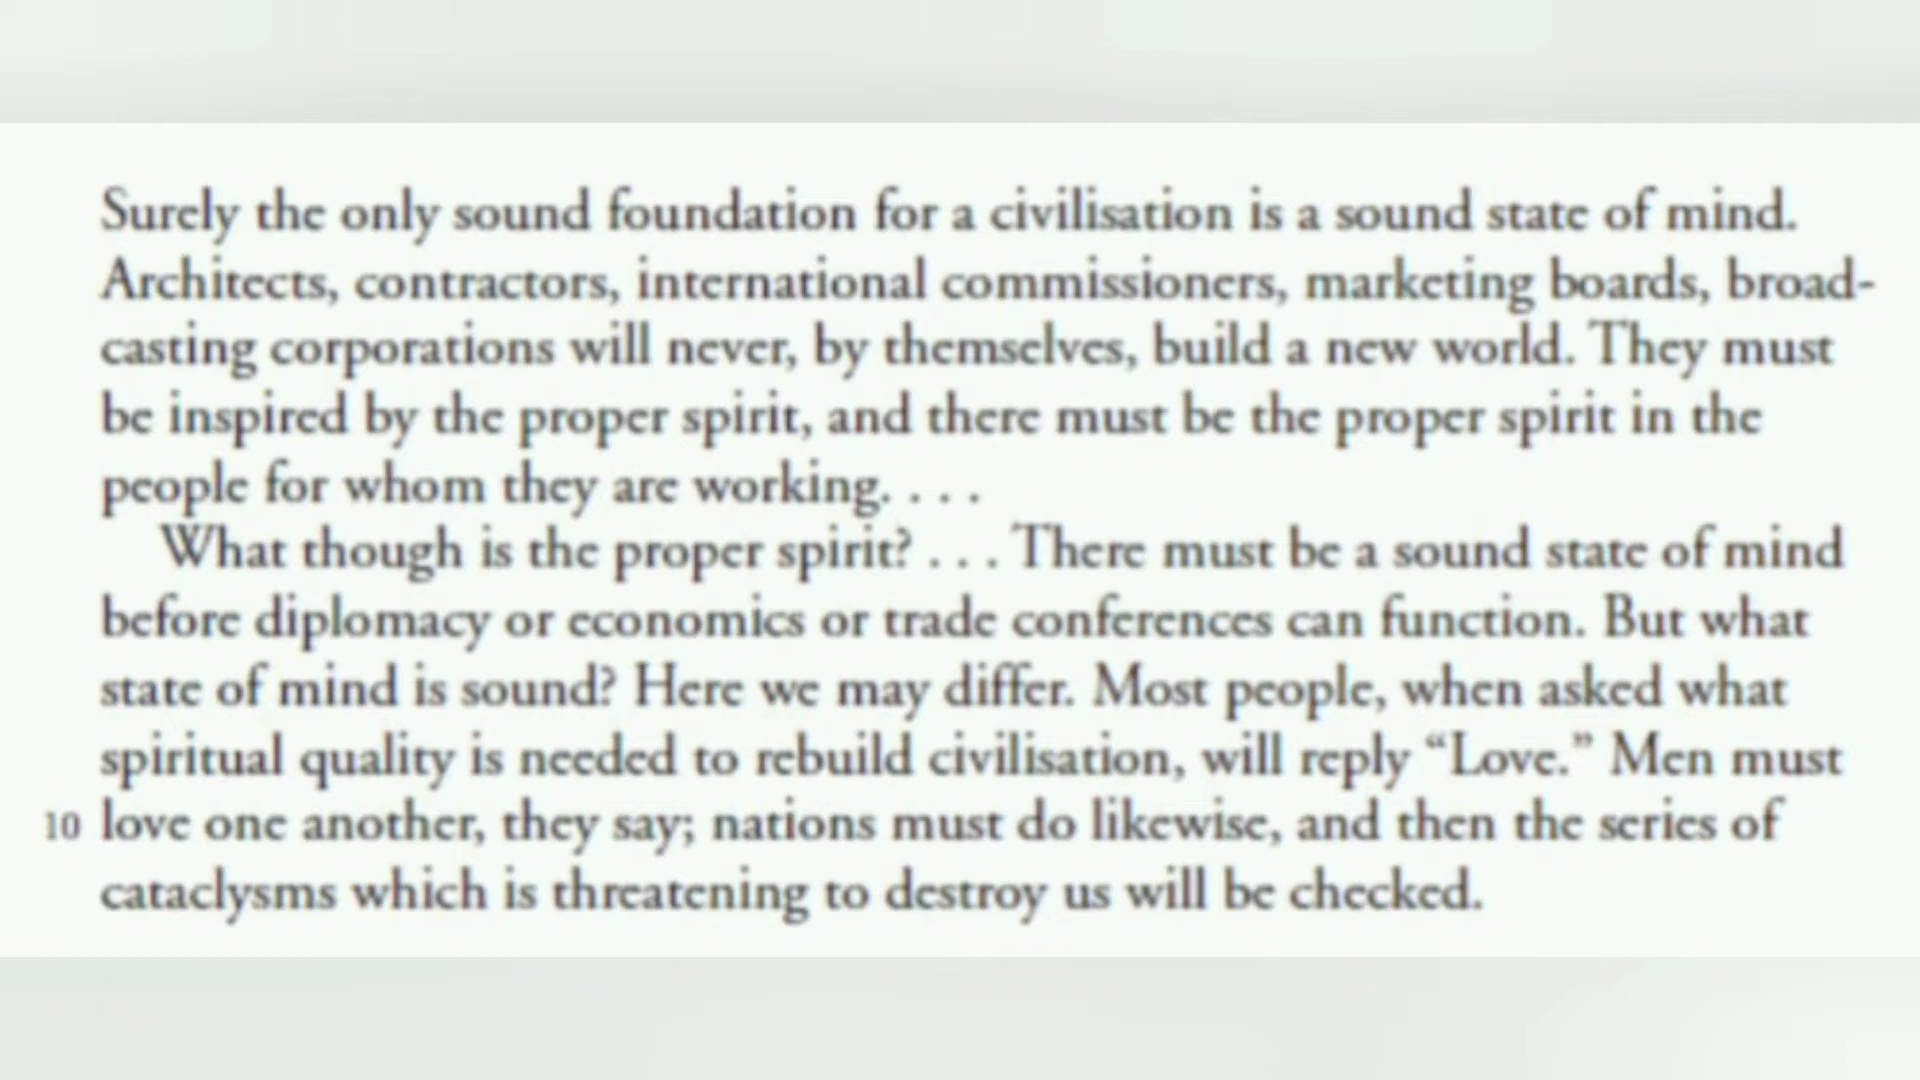 Surely the only sound foundation for a civilisation is a sound state of mind.
Architects, contractors, international commissioners, marketing boards, broad-
casting corporations will never, by themselves, build a new world. They must
be inspired by the proper spirit, and there must be the proper spirit in the
people for whom they are working. . . .
What though is the proper spirit? . . . There must be a sound state of mind
before diplomacy or economics or trade conferences can function. But what
state of mind is sound? Here we may differ. Most people, when asked what
spiritual quality is needed to rebuild civilisation, will reply “Love.” Men must
10 love one another, they say; nations must do likewise, and then the series of
cataclysms which is threatening to destroy us will be checked.